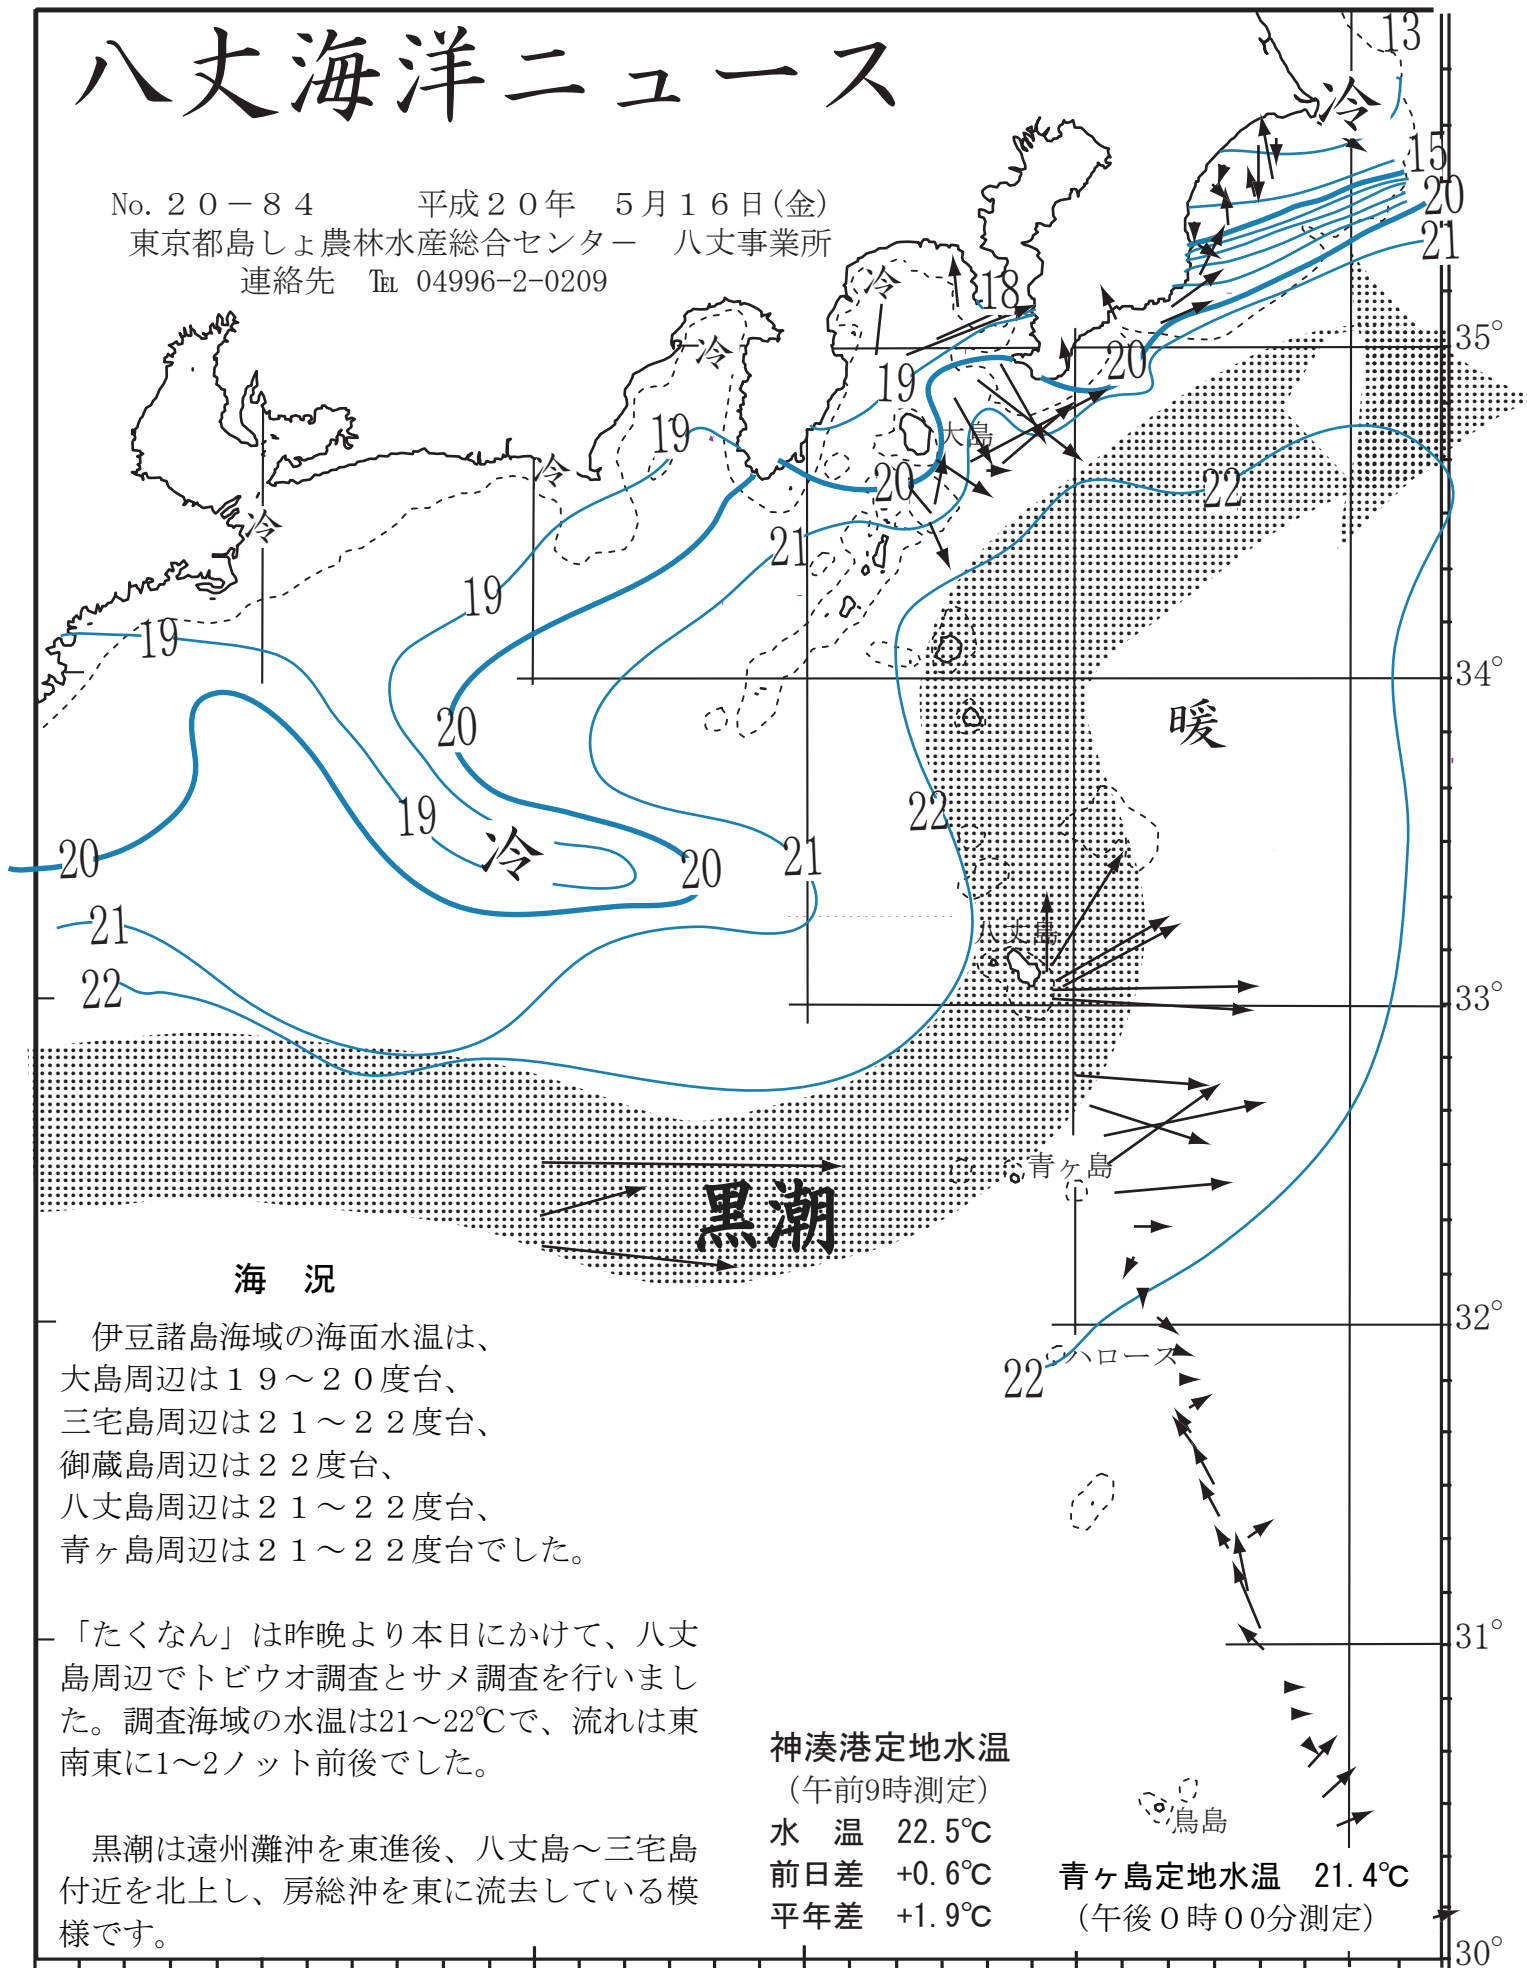 八丈海洋ニュース
No.２０－８４　　　平成２０年　５月１６日(金)
東京都島しょ農林水産総合センター　八丈事業所
連絡先　℡ 04996-2-0209
13
冷
15
20
21
冷
18
冷
35°
19
20
19
大島
冷
20
22
冷
21
19
19
34°
20
暖
22
19
冷
21
20
20
21
八丈島
22
33°
青ヶ島
黒潮
32°
ハロース
22
31°
鳥島
30°
海　況
伊豆諸島海域の海面水温は、
大島周辺は１９～２０度台、
三宅島周辺は２１～２２度台、
御蔵島周辺は２２度台、
八丈島周辺は２１～２２度台、
青ヶ島周辺は２１～２２度台でした。
「たくなん」は昨晩より本日にかけて、八丈
島周辺でトビウオ調査とサメ調査を行いまし
た。調査海域の水温は21～22℃で、流れは東
南東に1～2ノット前後でした。
黒潮は遠州灘沖を東進後、八丈島～三宅島
付近を北上し、房総沖を東に流去している模
様です。
神湊港定地水温
（午前9時測定）
水　温　22.5℃
前日差　+0.6℃
平年差　+1.9℃
青ヶ島定地水温　21.4℃
（午後０時００分測定）